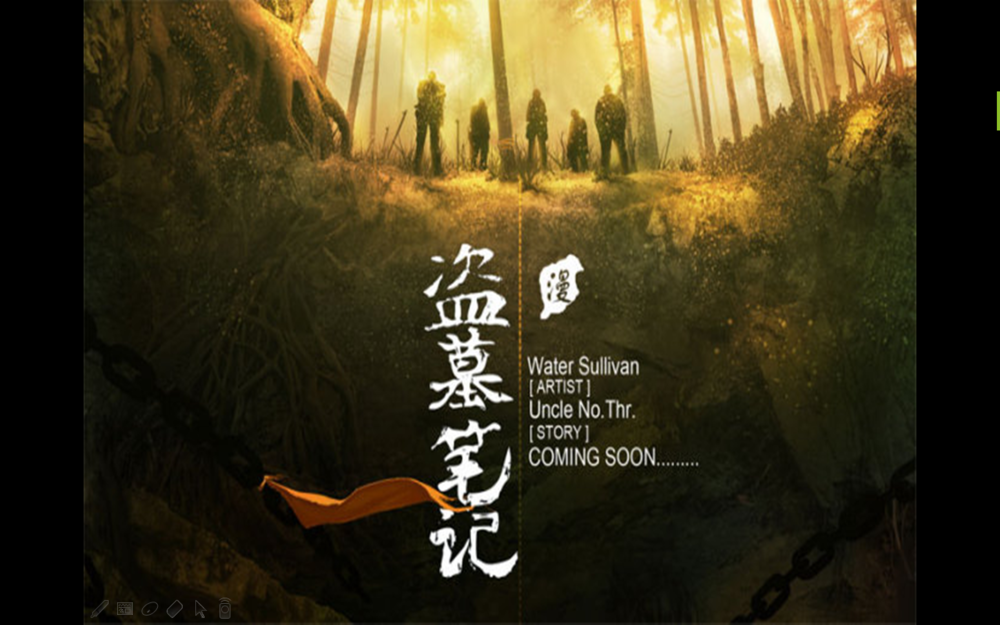 盗墓笔记
漫
Water Sullivan
[ ARTIST ]
Uncle No.Thr.
[ STORY ]
COMING SOON.........